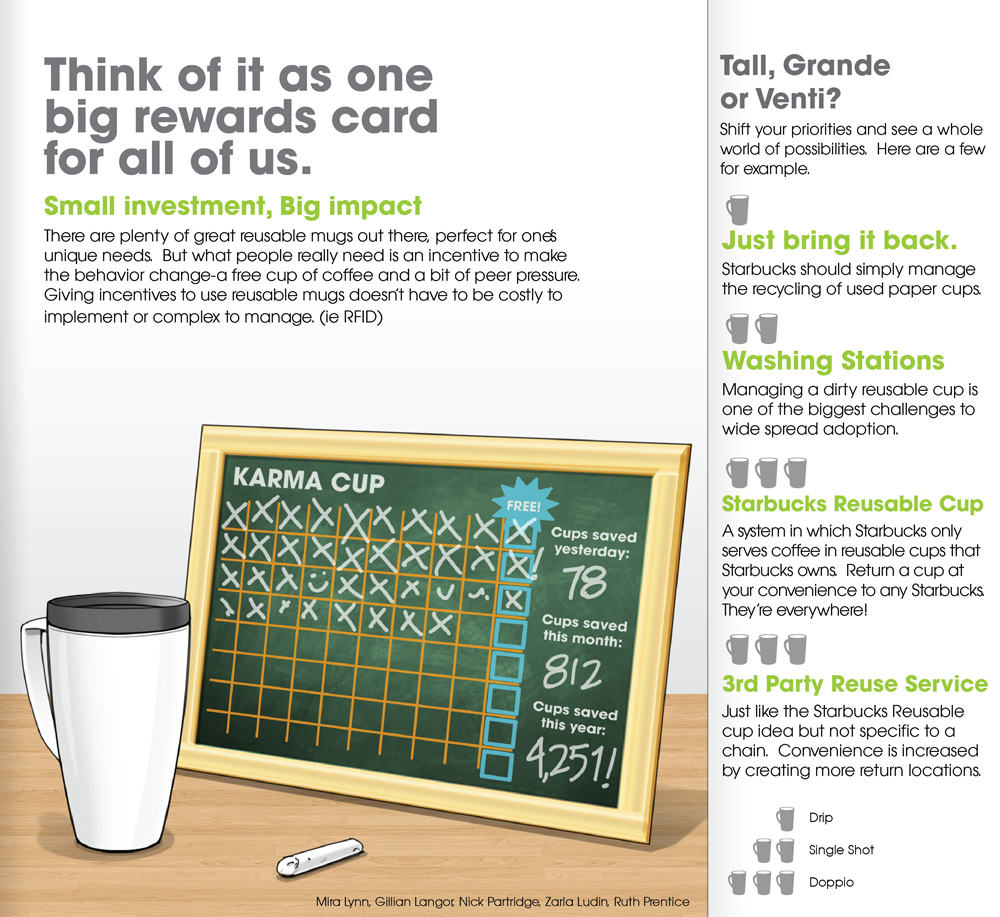 Think of it as one
big rewards card
for all of us.
Small investment, Big impact
There are plenty of great reusable mugs out there, perfect for one's
unique needs.  But what people really need is an incentive to make
the behavior change-a free cup of coffee and a bit of peer pressure.
Giving incentives to use reusable mugs doesn't have to be costly to
implement or complex to manage. (ie RFID)
KARMA CUP
FREE!
Cups saved
yesterday:
78
Cups saved
this month:
812
Cups saved
this year:
4,251!
Mira Lynn, Gillian Langor, Nick Partridge, Zarla Ludin, Ruth Prentice
Tall, Grande
or Venti?
Shift your priorities and see a whole
world of possibilities.  Here are a few
for example.
Just bring it back.
Starbucks should simply manage
the recycling of used paper cups.
Washing Stations
Managing a dirty reusable cup is
one of the biggest challenges to
wide spread adoption.
Starbucks Reusable Cup
A system in which Starbucks only
serves coffee in reusable cups that
Starbucks owns.  Return a cup at
your convenience to any Starbucks.
They're everywhere!
3rd Party Reuse Service
Just like the Starbucks Reusable
cup idea but not specific to a
chain.  Convenience is increased
by creating more return locations.
Drip
Single Shot
Doppio